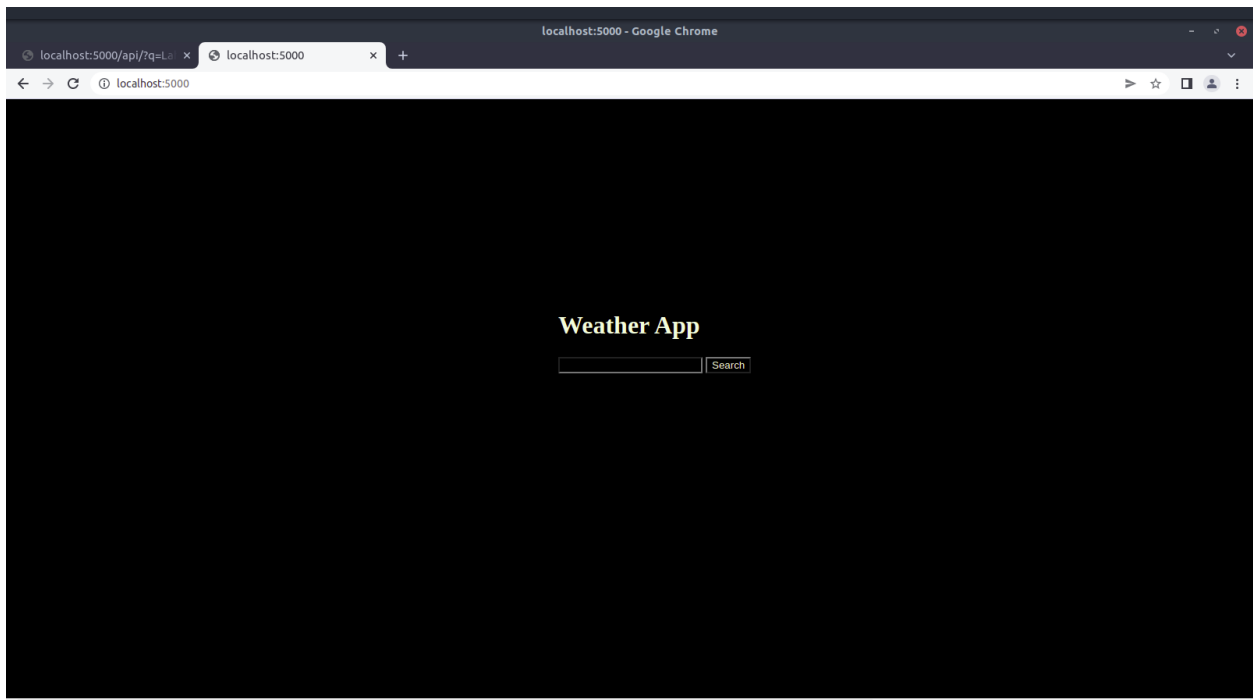 localhost:5000 - Google Chrome
localhost:5000/api/?q=La
localhost:5000
localhost:5000
Weather App
Search